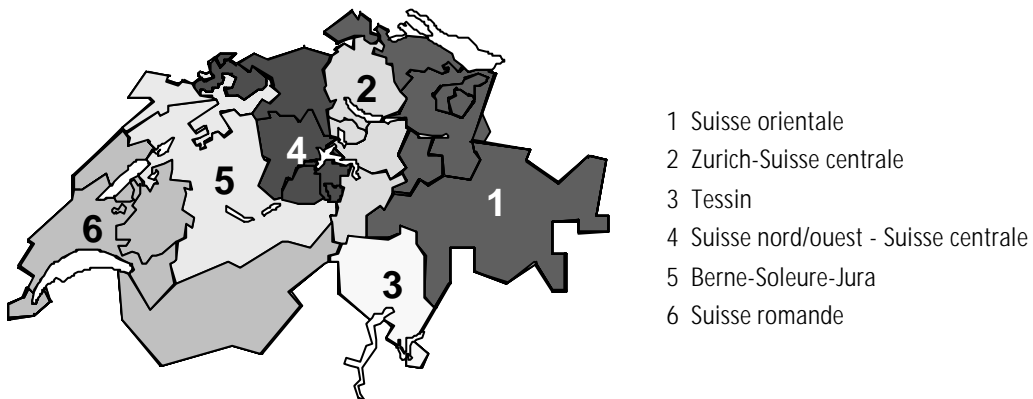 2
4
5
1
6
3
1 Suisse orientale
2 Zurich-Suisse centrale
3 Tessin
4 Suisse nord/ouest - Suisse centrale
5 Berne-Soleure-Jura
6 Suisse romande